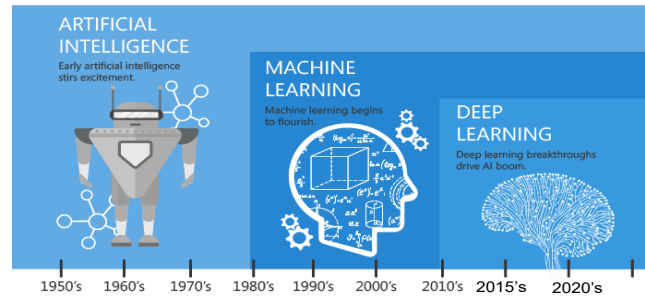 ARTIFICIAL
INTELLIGENCE
Early artificial intelligence
stirs excitement.
MACHINE
LEARNING
Machine learning begins
to flourish.
DEEP
LEARNING
Deep learning breakthroughs
drive AI boom.
1950's 1960's 1970's 1980's 1990's 2000's 2010's 2015's 2020's